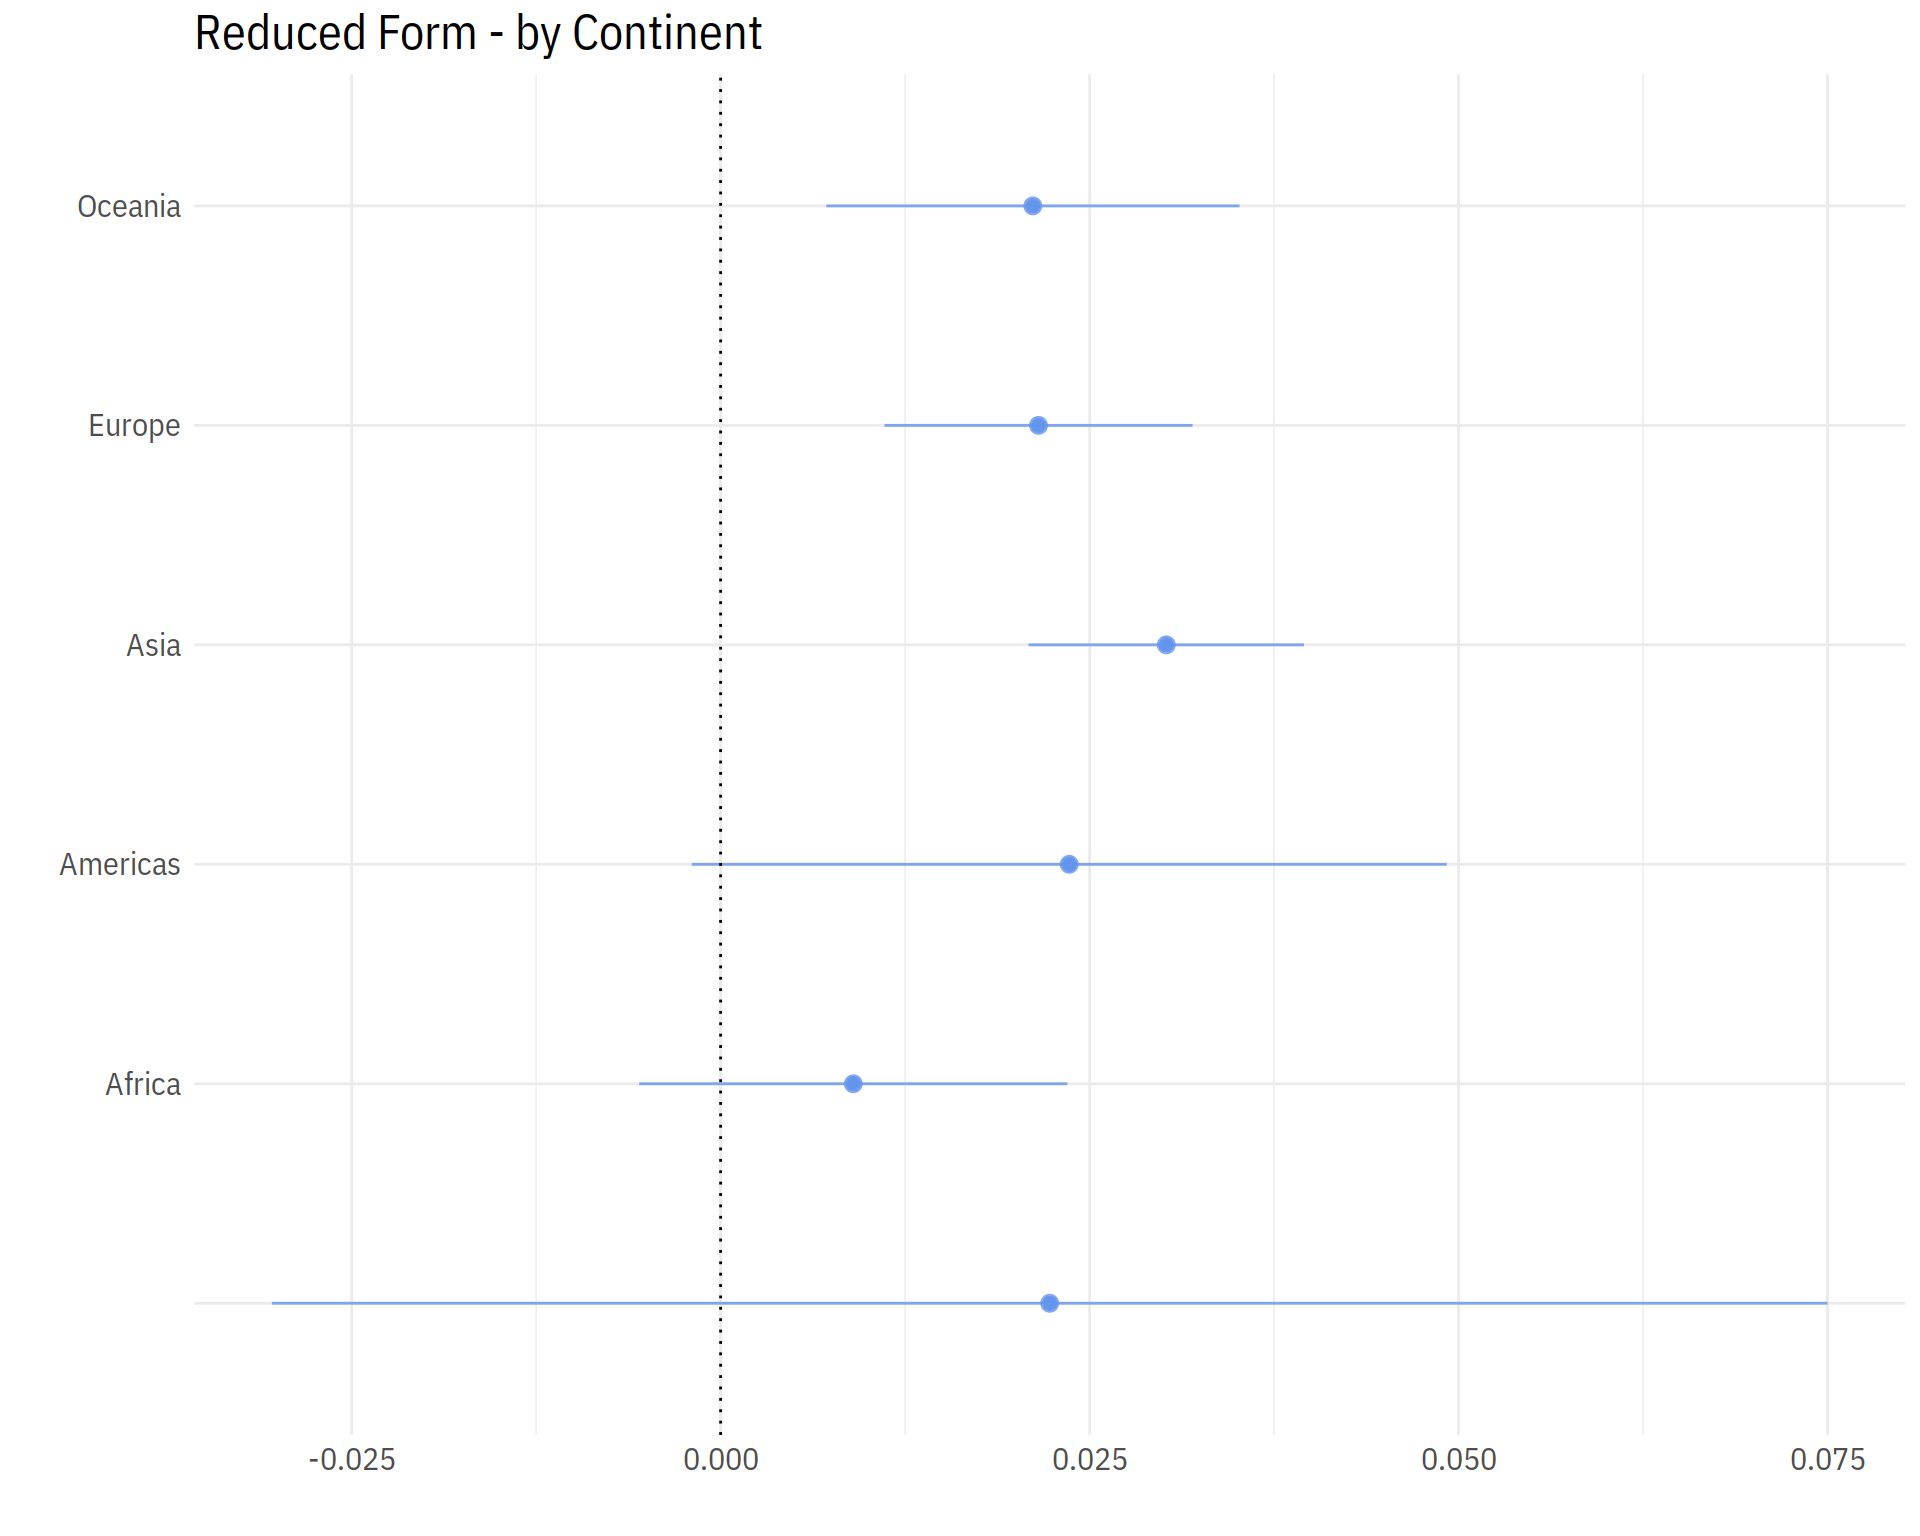 Reduced Form - by Continent
Oceania
Europe
Asia
Americas
Africa
-0.025 0.000 0.025 0.050 0.075